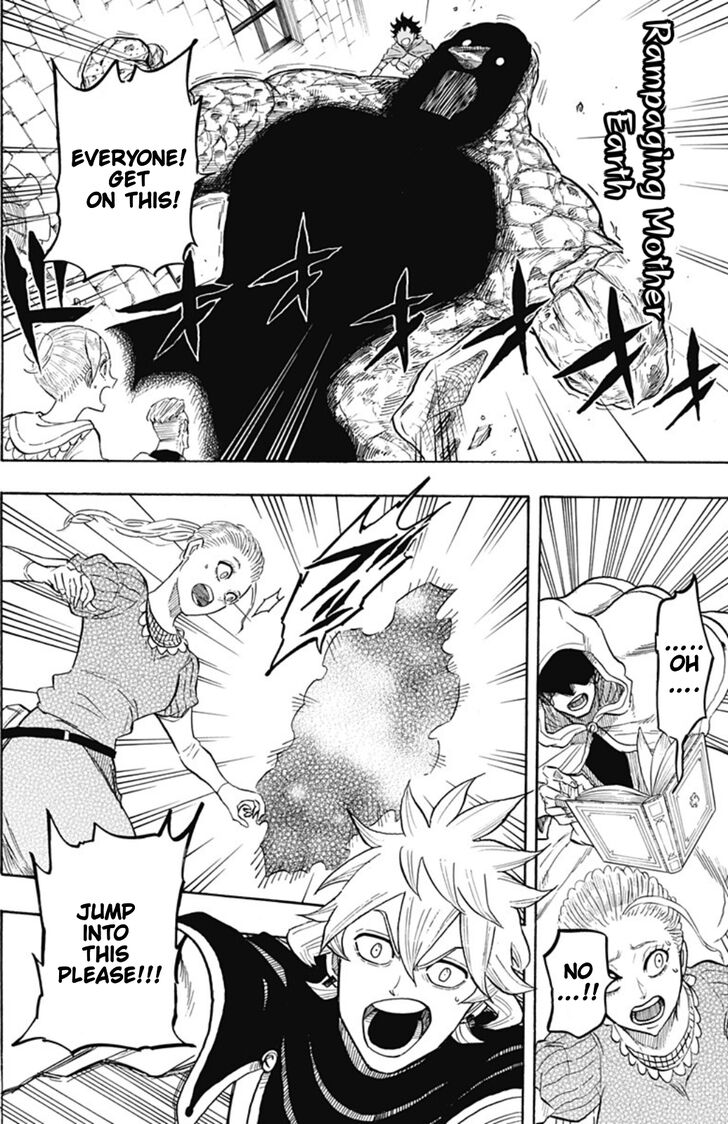 Rampaging Mother
Earth
EVERYONE!
GET
ON THIS!
.....
OH
....
NO
...!!
JUMP
INTO
THIS
PLEASE!!!